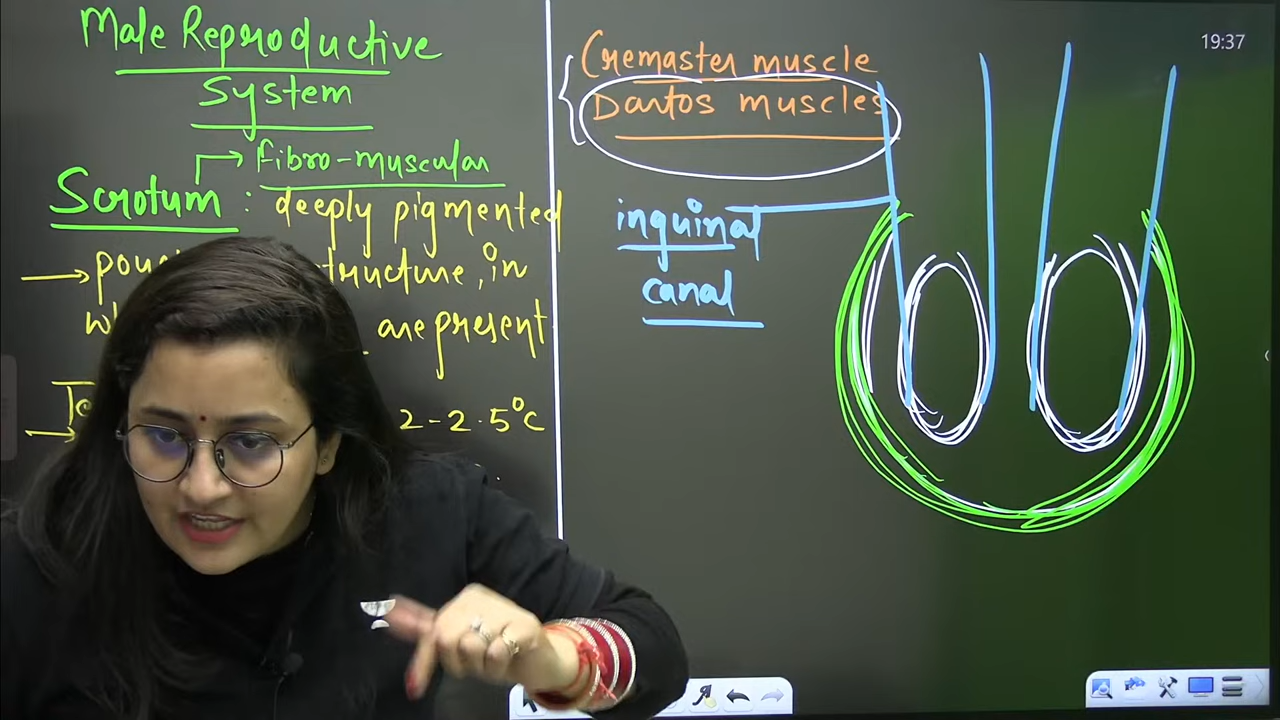 Male Reproductive
System
fibro-muscular
Scrotum : deeply pigmented
structure, in
are present
2-2.5°C
Cremaster muscle
Dartos muscles
inguinal
canal
19:37